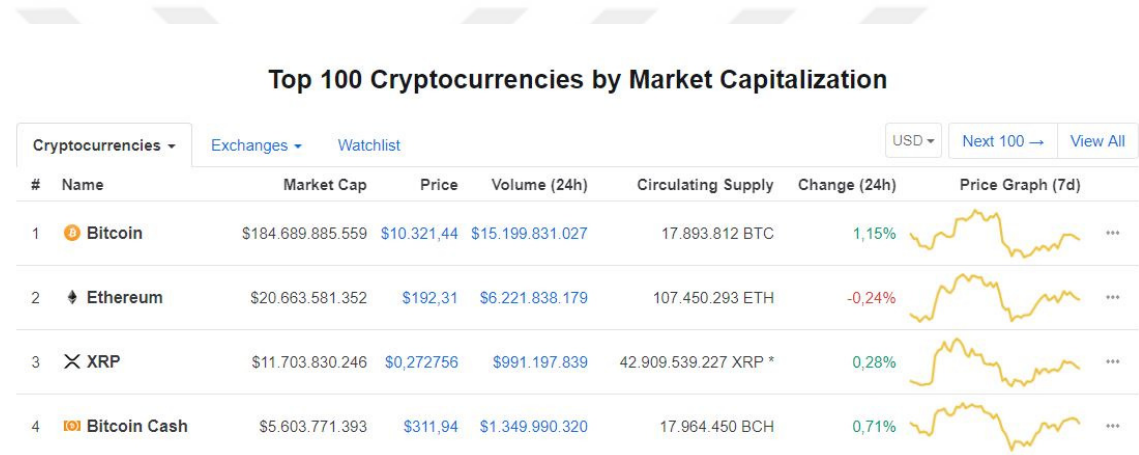 Top 100 Cryptocurrencies by Market Capitalization
Cryptocurrencies Exchanges Watchlist USD Next 100 → View All
# Name Market Cap Price Volume (24h) Circulating Supply Change (24h) Price Graph (7d)
1 Bitcoin $184.689.885.559 $10.321,44 $15.199.831.027 17.893.812 BTC 1,15%
2 Ethereum $20.663.581.352 $192,31 $6.221.838.179 107.450.293 ETH -0,24%
3 XRP $11.703.830.246 $0,272756 $991.197.839 42.909.539.227 XRP * 0,28%
4 Bitcoin Cash $5.603.771.393 $311,94 $1.349.990.320 17.964.450 BCH 0,71%